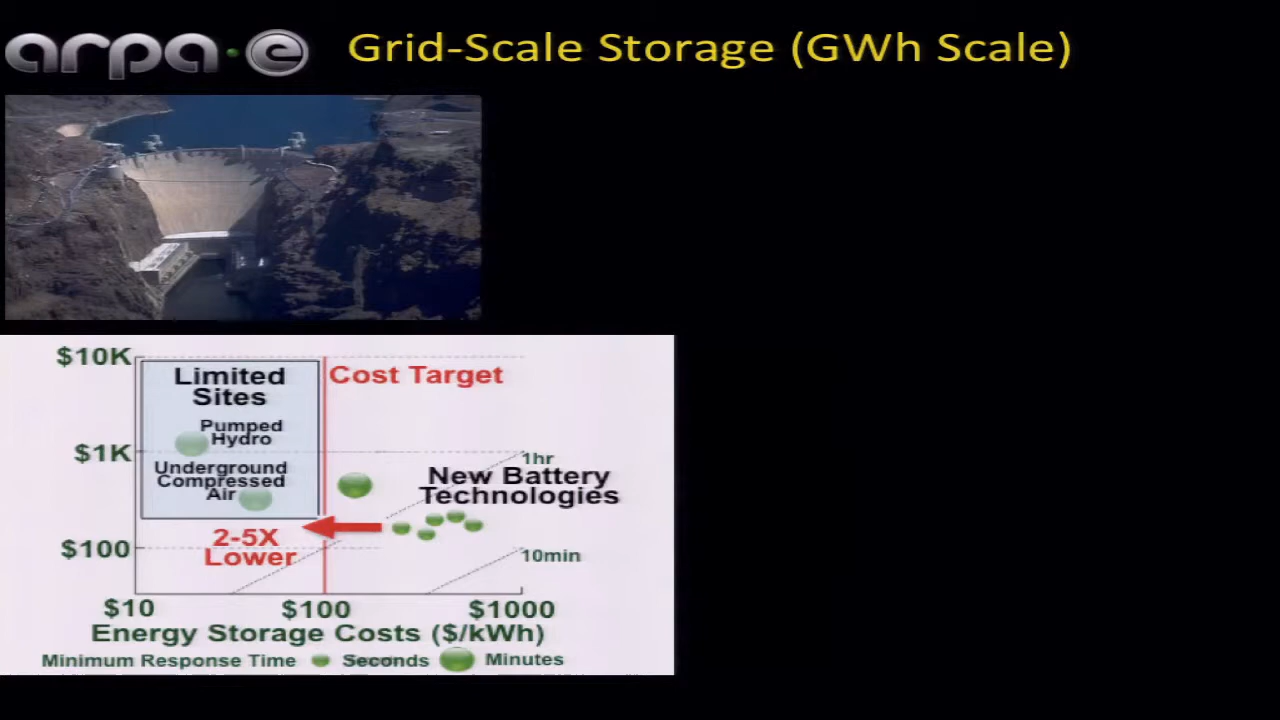 arpa·e
Grid-Scale Storage (GWh Scale)
$10K
Limited
Sites
Cost Target
Pumped
Hydro
$1K
1hr
Underground
Compressed
Air
New Battery
Technologies
2-5X
Lower
$100
10min
$10
$100
$1000
Energy Storage Costs ($/kWh)
Minimum Response Time
Seconds
Minutes